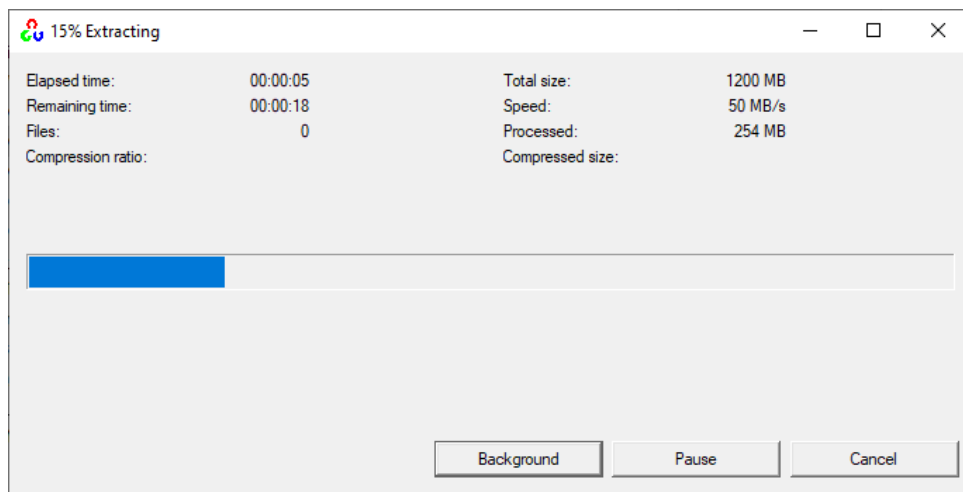 15% Extracting
Elapsed time: 00:00:05 Total size: 1200 MB
Remaining time: 00:00:18 Speed: 50 MB/s
Files: 0 Processed: 254 MB
Compression ratio: Compressed size:
Background Pause Cancel